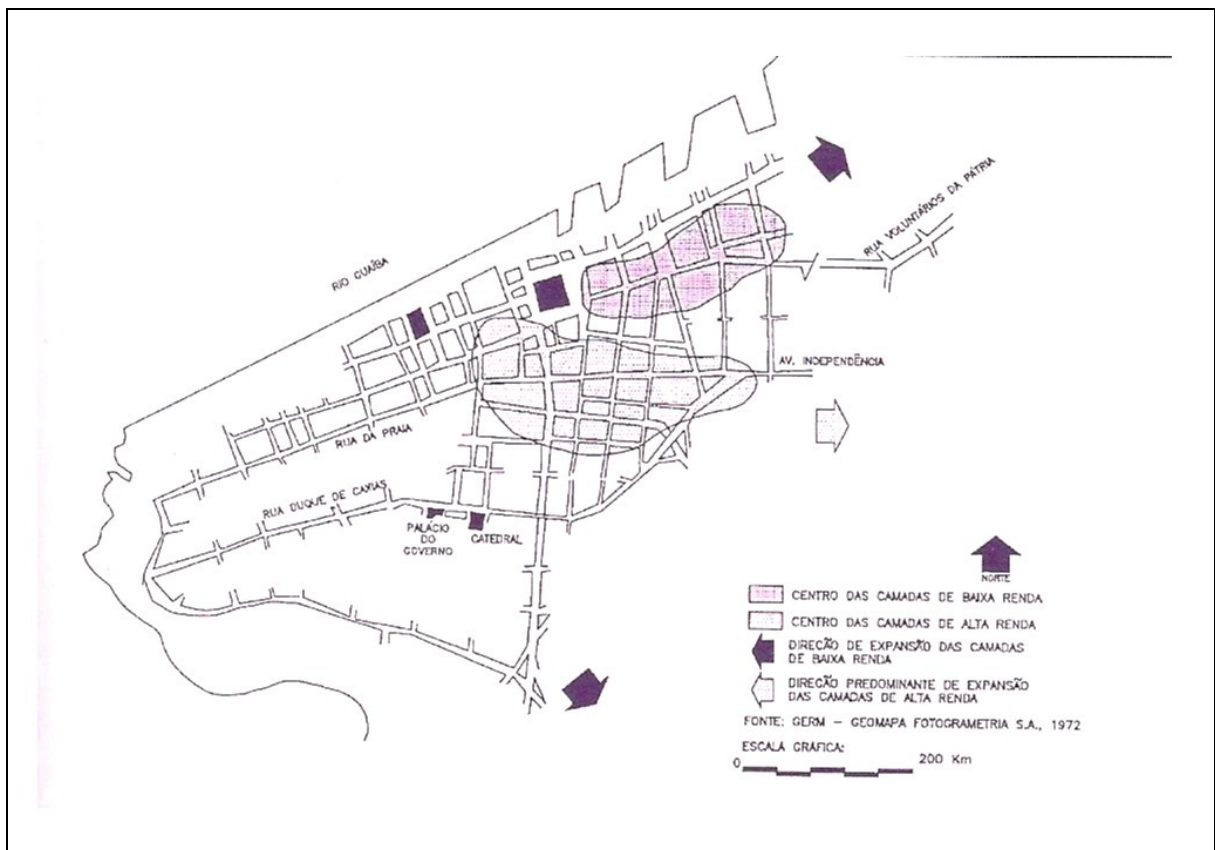 RIO GUAÍBA
RUA VOLUNTÁRIOS DA PÁTRIA
AV. INDEPENDÊNCIA
RUA DA PRAIA
RUA DUQUE DE CAXIAS
PALÁCIO
DO
GOVERNO
CATEDRAL
NORTE
CENTRO DAS CAMADAS DE BAIXA RENDA
CENTRO DAS CAMADAS DE ALTA RENDA
DIREÇÃO DE EXPANSÃO DAS CAMADAS
DE BAIXA RENDA
DIREÇÃO PREDOMINANTE DE EXPANSÃO
DAS CAMADAS DE ALTA RENDA
FONTE: GERM - GEOMAPA FOTOGRAMETRIA S.A., 1972
ESCALA GRÁFICA:
0 200 Km